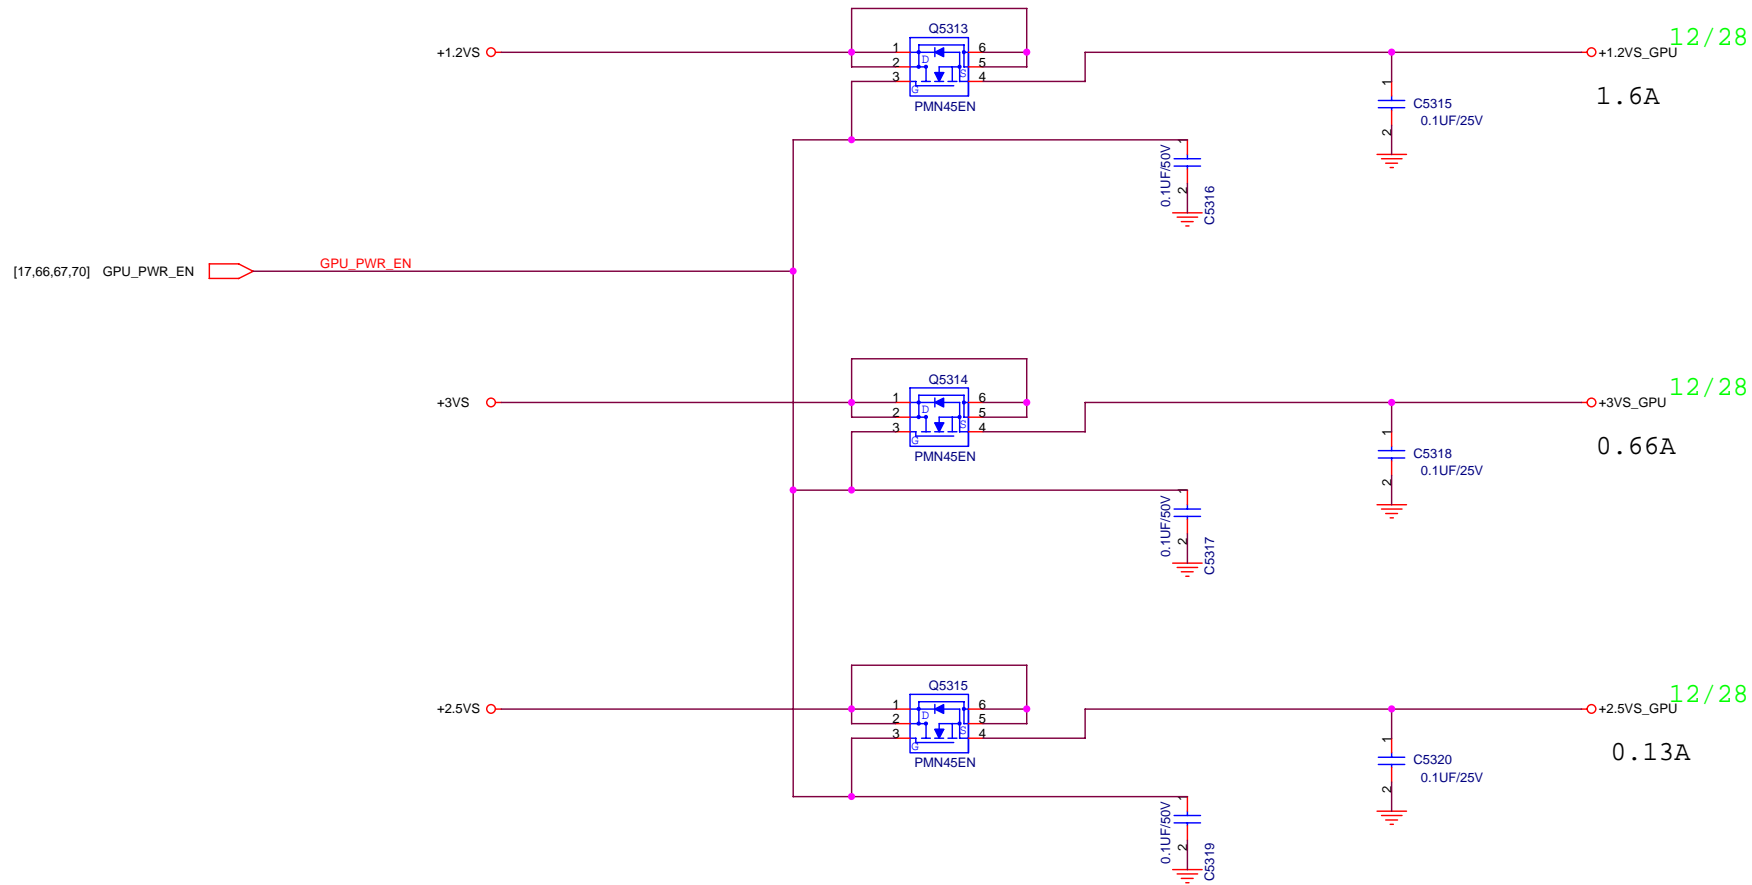 Q5313
12/28
+1.2VS
1
6
+1.2VS_GPU
2
5
D
S
3
4
G
1
1.6A
PMN45EN
C5315
0.1UF/25V
2
1
0.1UF/50V
2
C5316
[17,66,67,70] GPU_PWR_EN
GPU_PWR_EN
Q5314
12/28
+3VS
1
6
+3VS_GPU
2
5
D
S
3
4
G
1
0.66A
PMN45EN
C5318
0.1UF/25V
2
1
0.1UF/50V
2
C5317
Q5315
12/28
+2.5VS
1
6
+2.5VS_GPU
2
5
D
S
3
4
G
1
0.13A
PMN45EN
C5320
0.1UF/25V
2
1
0.1UF/50V
2
C5319